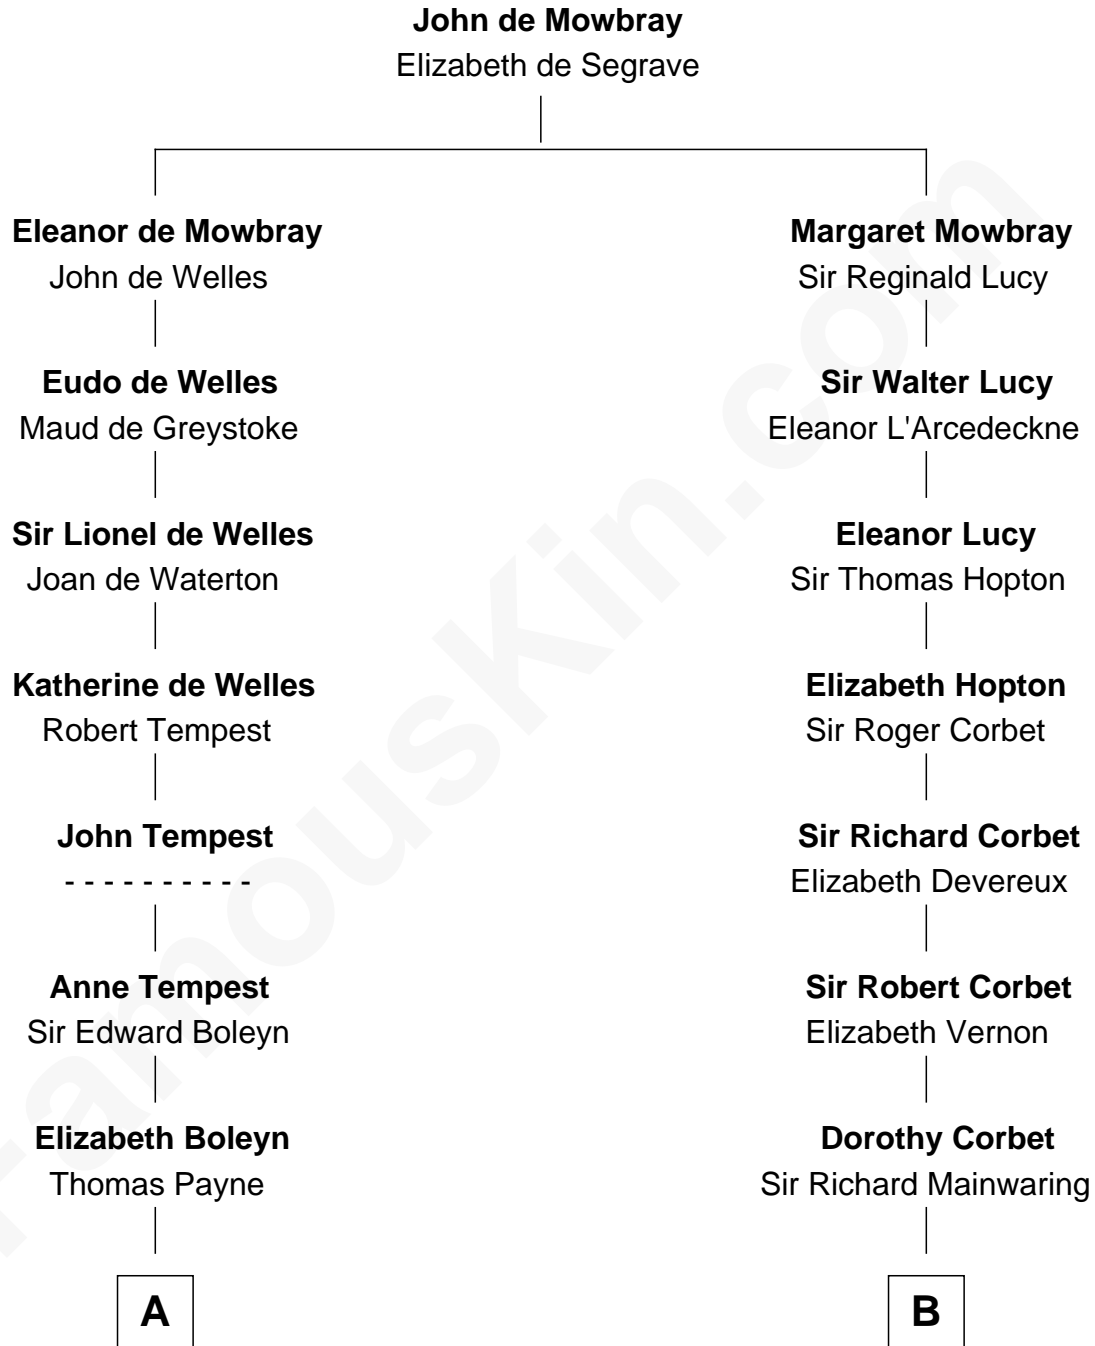 John de Mowbray
Elizabeth de Segrave
Eleanor de Mowbray
John de Welles
Eudo de Welles
Maud de Greystoke
Sir Lionel de Welles
Joan de Waterton
Katherine de Welles
Robert Tempest
John Tempest
- - - - - - - - - -
Anne Tempest
Sir Edward Boleyn
Elizabeth Boleyn
Thomas Payne
A
Margaret Mowbray
Sir Reginald Lucy
Sir Walter Lucy
Eleanor L'Arcedeckne
Eleanor Lucy
Sir Thomas Hopton
Elizabeth Hopton
Sir Roger Corbet
Sir Richard Corbet
Elizabeth Devereux
Sir Robert Corbet
Elizabeth Vernon
Dorothy Corbet
Sir Richard Mainwaring
B
FamousKin.com